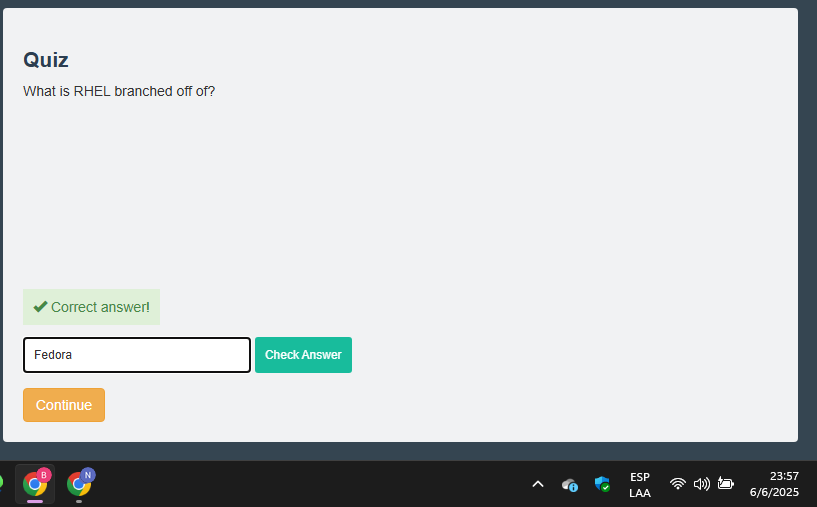 Quiz
What is RHEL branched off of?
Correct answer!
Fedora
Check Answer
Continue
B
N
ESP
LAA
23:57
6/6/2025